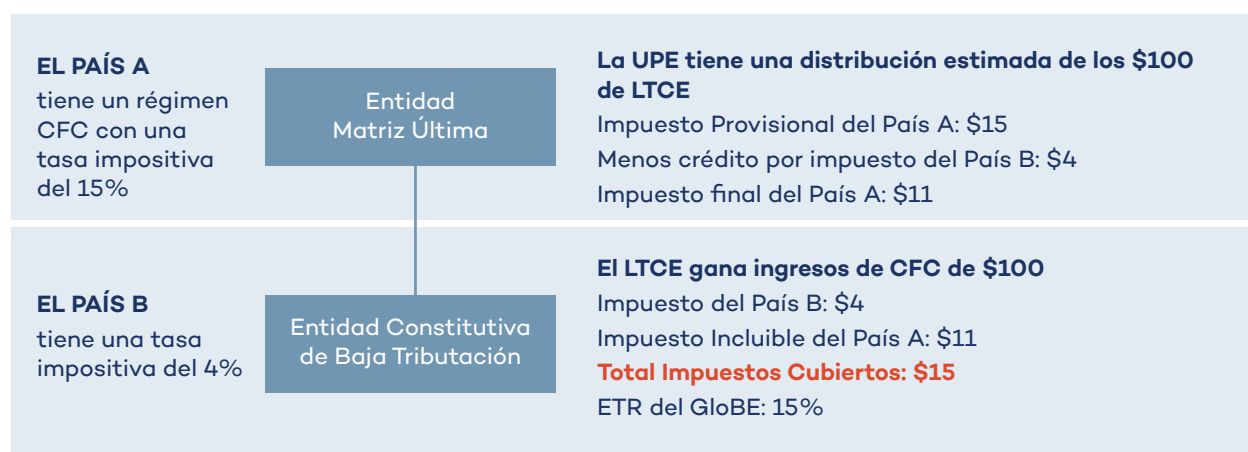 EL PAÍS A
tiene un régimen
CFC con una
tasa impositiva
del 15%
Entidad
Matriz Última
La UPE tiene una distribución estimada de los $100
de LTCE
Impuesto Provisional del País A: $15
Menos crédito por impuesto del País B: $4
Impuesto final del País A: $11
EL PAÍS B
tiene una tasa
impositiva del 4%
Entidad Constitutiva
de Baja Tributación
El LTCE gana ingresos de CFC de $100
Impuesto del País B: $4
Impuesto Incluible del País A: $11
Total Impuestos Cubiertos: $15
ETR del GloBE: 15%